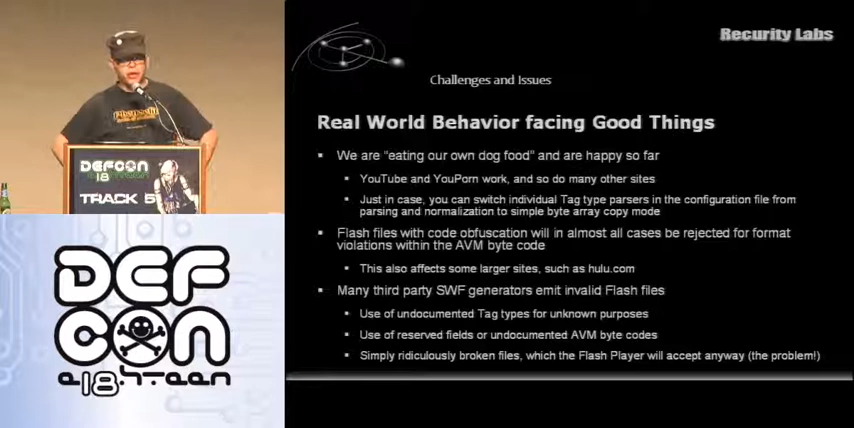 Recurity Labs
Challenges and Issues
Real World Behavior facing Good Things
We are "eating our own dog food" and are happy so far
YouTube and YouPorn work, and so do many other sites
Just in case, you can switch individual Tag type parsers in the configuration file from
parsing and normalization to simple byte array copy mode
Flash files with code obfuscation will in almost all cases be rejected for format
violations within the AVM byte code
This also affects some larger sites, such as hulu.com
Many third party SWF generators emit invalid Flash files
Use of undocumented Tag types for unknown purposes
Use of reserved fields or undocumented AVM byte codes
Simply ridiculously broken files, which the Flash Player will accept anyway (the problem!)
DEFCON
18
TRACK 5
DEF
CON
e18hteen